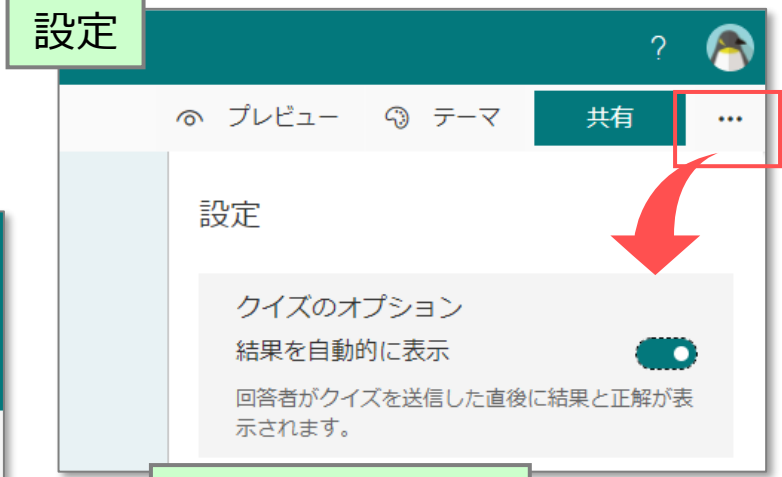 設定
?
プレビュー テーマ 共有 …
設定
クイズのオプション
結果を自動的に表示
回答者がクイズを送信した直後に結果と正解が表
示されます。